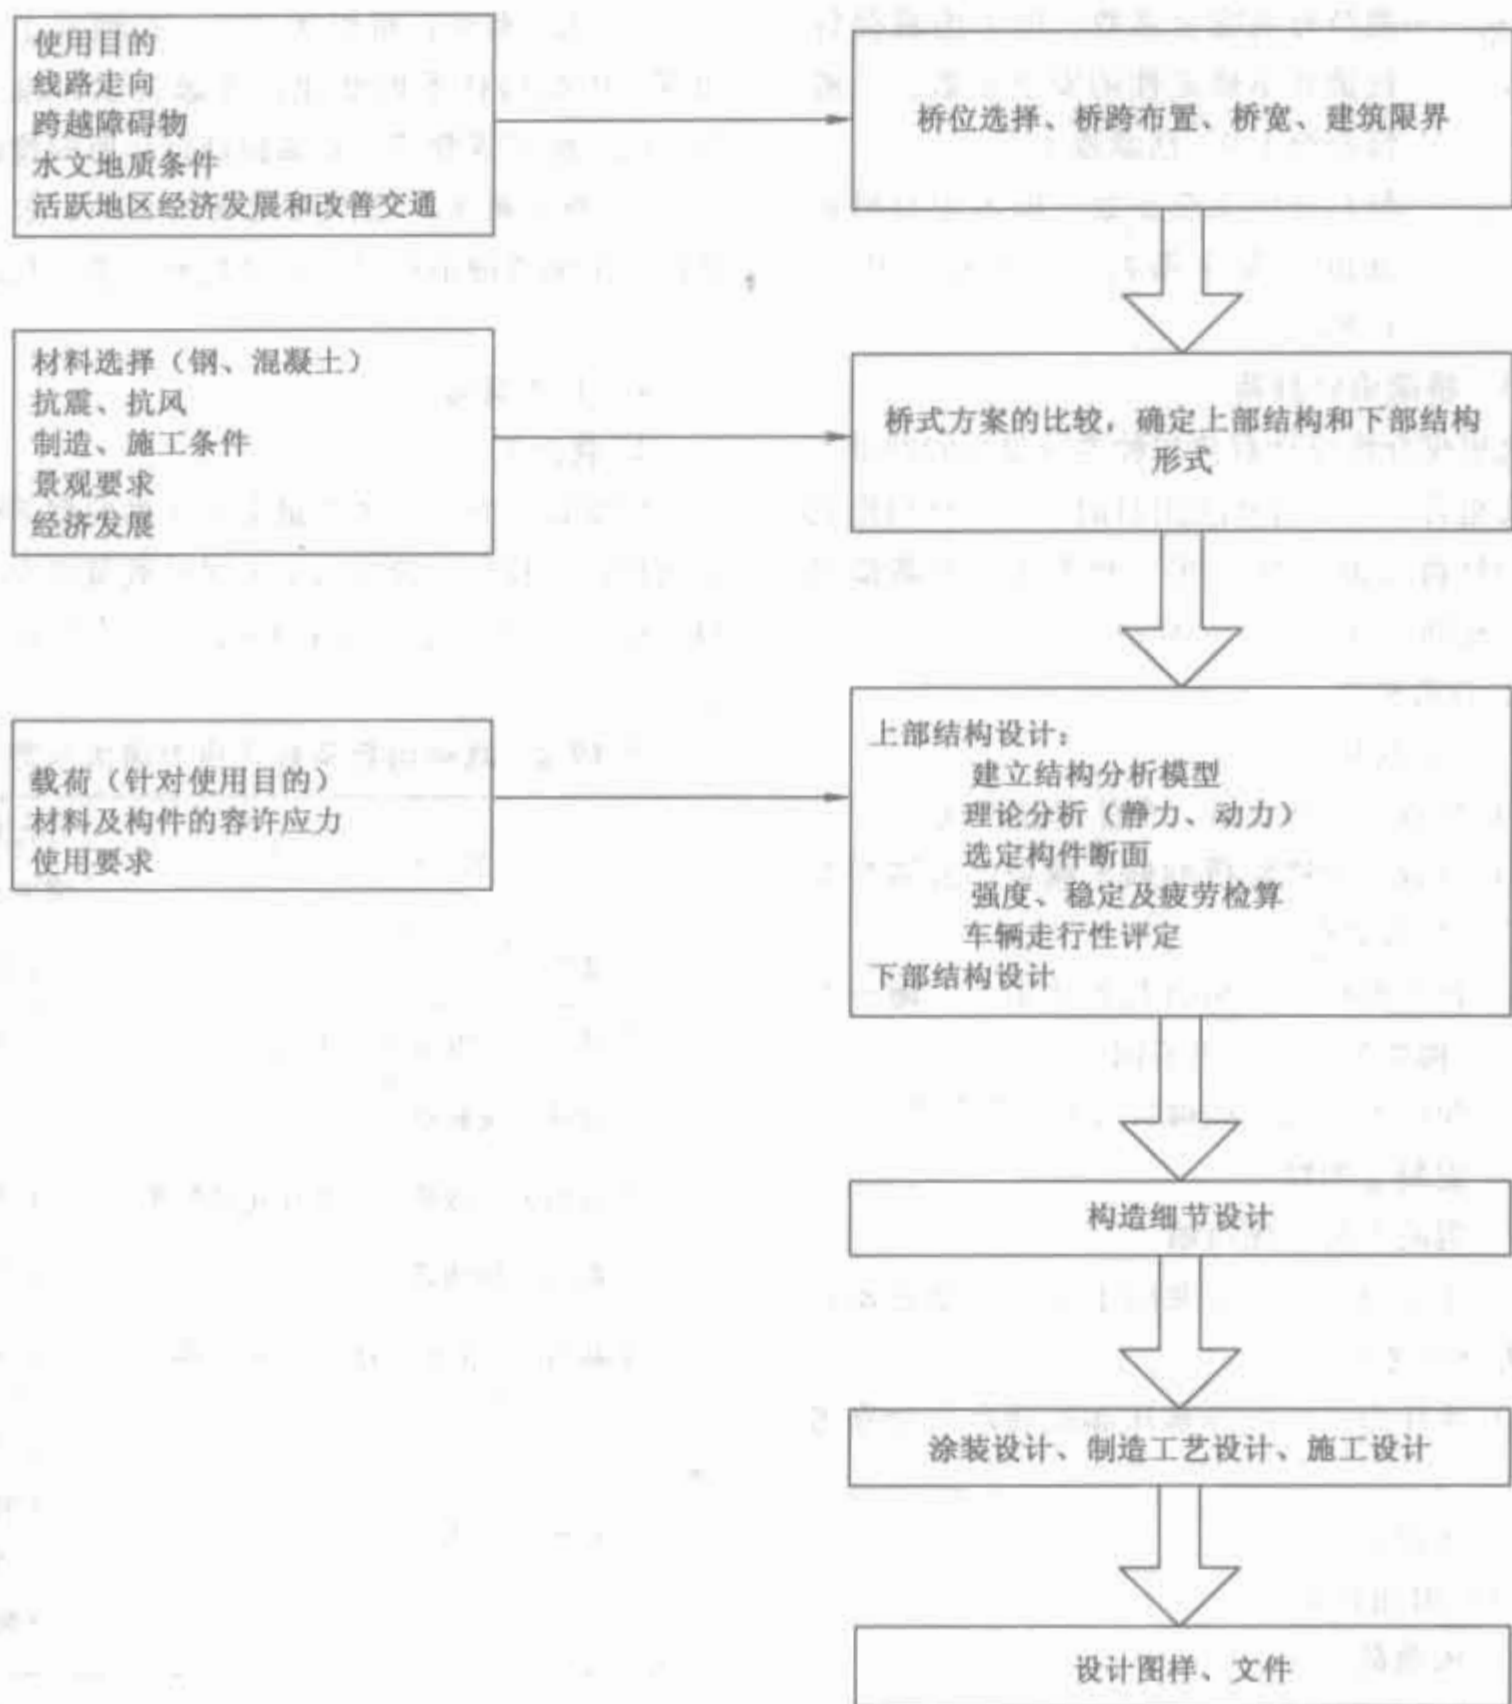 使用目的
线路走向
跨越障碍物
水文地质条件
活跃地区经济发展和改善交通
桥位选择、桥跨布置、桥宽、建筑限界
材料选择（钢、混凝土）
抗震、抗风
制造、施工条件
景观要求
经济发展
桥式方案的比较，确定上部结构和下部结构
形式
载荷（针对使用目的）
材料及构件的容许应力
使用要求
上部结构设计：
建立结构分析模型
理论分析（静力、动力）
选定构件断面
强度、稳定及疲劳检算
车辆走行性评定
下部结构设计
构造细节设计
涂装设计、制造工艺设计、施工设计
设计图样、文件